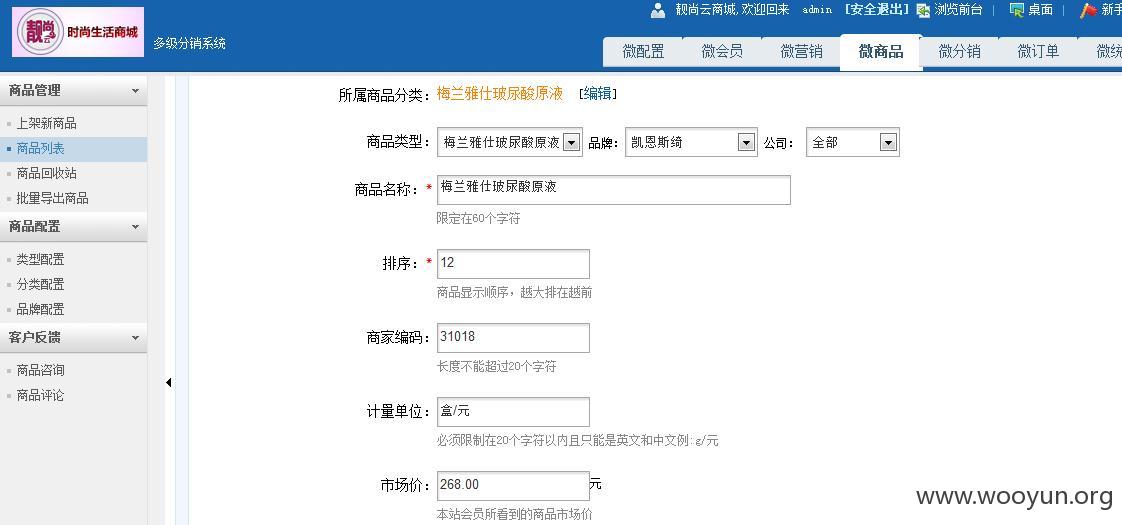 靓尚云商城,欢迎回来 admin [安全退出] 浏览前台 | 桌面 | 新手
靓尚云 时尚生活商城 多级分销系统
微配置 微会员 微营销 微商品 微分销 微订单 微统
商品管理
上架新商品
商品列表
商品回收站
批量导出商品
商品配置
类型配置
分类配置
品牌配置
客户反馈
商品咨询
商品评论
所属商品分类：梅兰雅仕玻尿酸原液 [编辑]
商品类型：梅兰雅仕玻尿酸原液 品牌：凯恩斯绮 公司：全部
商品名称：*梅兰雅仕玻尿酸原液
限定在60个字符
排序：*12
商品显示顺序，越大排在越前
商家编码：31018
长度不能超过20个字符
计量单位：盒/元
必须限制在20个字符以内且只能是英文和中文例:g/元
市场价：268.00元
本站会员所看到的商品市场价
www.wooyun.org